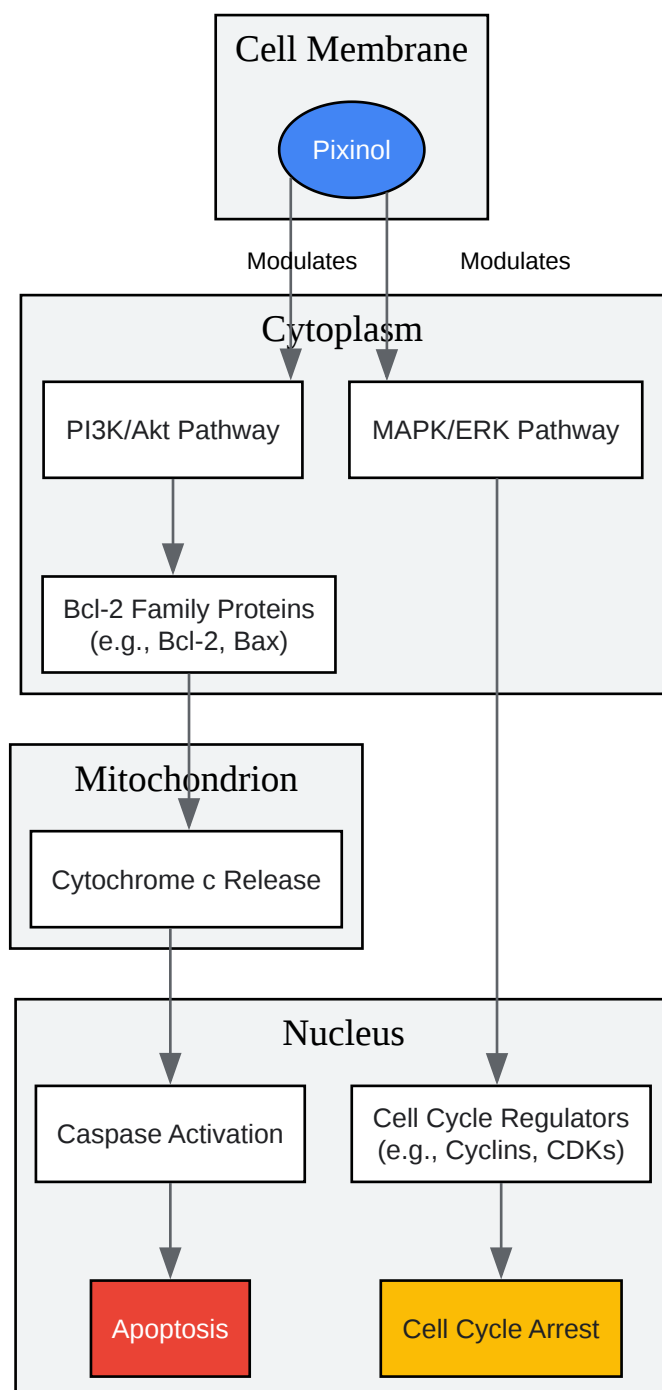 Cell Membrane
Pixinol
Modulates
Modulates
Cytoplasm
PI3K/Akt Pathway
MAPK/ERK Pathway
Bcl-2 Family Proteins
(e.g., Bcl-2, Bax)
Mitochondrion
Cytochrome c Release
Nucleus
Caspase Activation
Cell Cycle Regulators
(e.g., Cyclins, CDKs)
Apoptosis
Cell Cycle Arrest